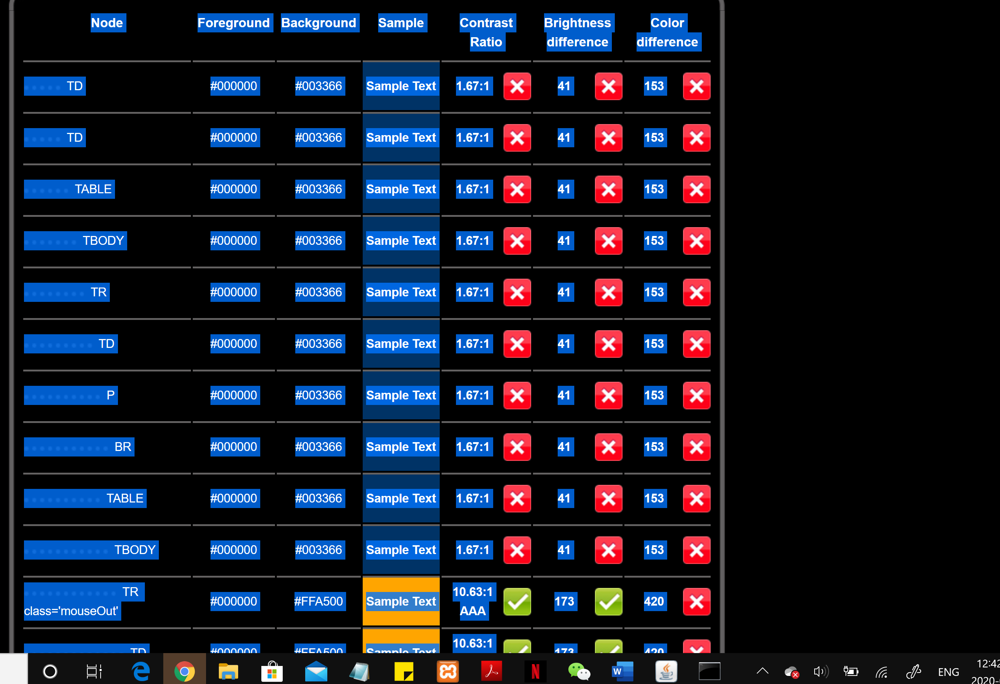 Node Foreground Background Sample Contrast Ratio Brightness difference Color difference
TD #000000 #003366 Sample Text 1.67:1 41 153
TD #000000 #003366 Sample Text 1.67:1 41 153
TABLE #000000 #003366 Sample Text 1.67:1 41 153
TBODY #000000 #003366 Sample Text 1.67:1 41 153
TR #000000 #003366 Sample Text 1.67:1 41 153
TD #000000 #003366 Sample Text 1.67:1 41 153
P #000000 #003366 Sample Text 1.67:1 41 153
BR #000000 #003366 Sample Text 1.67:1 41 153
TABLE #000000 #003366 Sample Text 1.67:1 41 153
TBODY #000000 #003366 Sample Text 1.67:1 41 153
TR class='mouseOut' #000000 #FFA500 Sample Text 10.63:1 AAA 173 420
TD #000000 #FFA500 Sample Text 10.63:1 173 420
W ENG 12:42
2020-